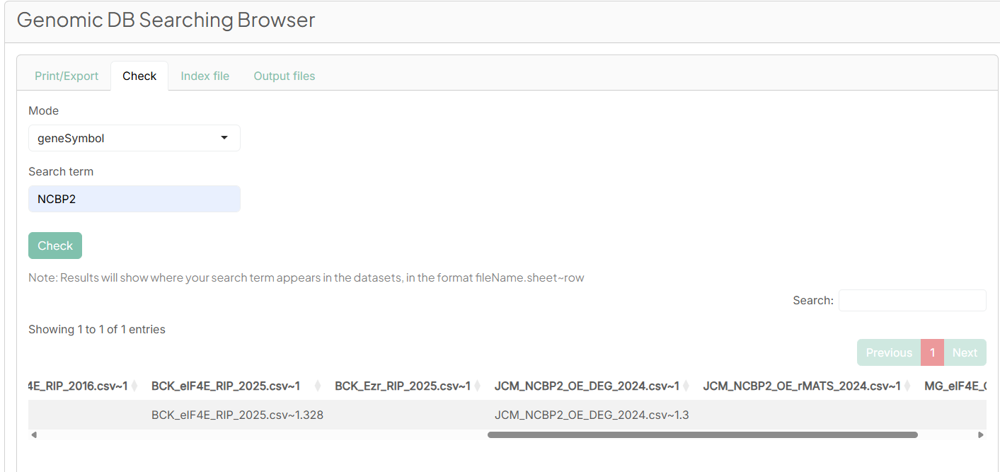 Genomic DB Searching Browser
Print/Export Check Index file Output files
Mode
geneSymbol
Search term
NCBP2
Check
Note: Results will show where your search term appears in the datasets, in the format fileName.sheet~row
Search:
Showing 1 to 1 of 1 entries
Previous 1 Next
4E_RIP_2016.csv~1 BCK_eIF4E_RIP_2025.csv~1 BCK_Ezr_RIP_2025.csv~1 JCM_NCBP2_OE_DEG_2024.csv~1 JCM_NCBP2_OE_rMATS_2024.csv~1 MG_eIF4E_
BCK_eIF4E_RIP_2025.csv~1.328 JCM_NCBP2_OE_DEG_2024.csv~1.3